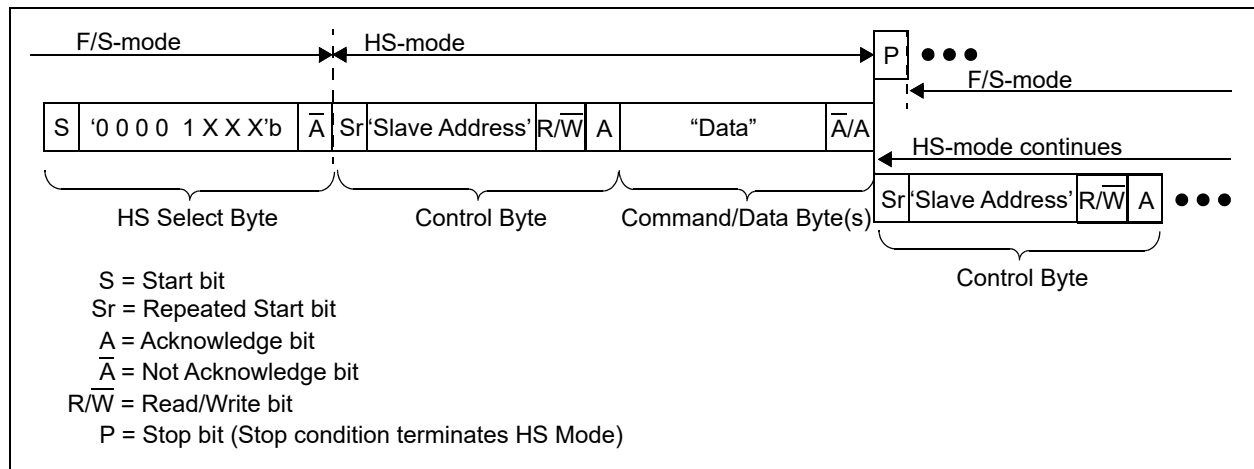 F/S-mode
HS-mode
P
● ● ●
F/S-mode
S
‘0 0 0 0 1 X X X’b
A̅
Sr
‘Slave Address’
R/W̅
A
“Data”
A̅/A
HS-mode continues
Sr
‘Slave Address’
R/W̅
A
● ● ●
HS Select Byte
Control Byte
Command/Data Byte(s)
Control Byte
S = Start bit
Sr = Repeated Start bit
A = Acknowledge bit
A̅ = Not Acknowledge bit
R/W̅ = Read/Write bit
P = Stop bit (Stop condition terminates HS Mode)